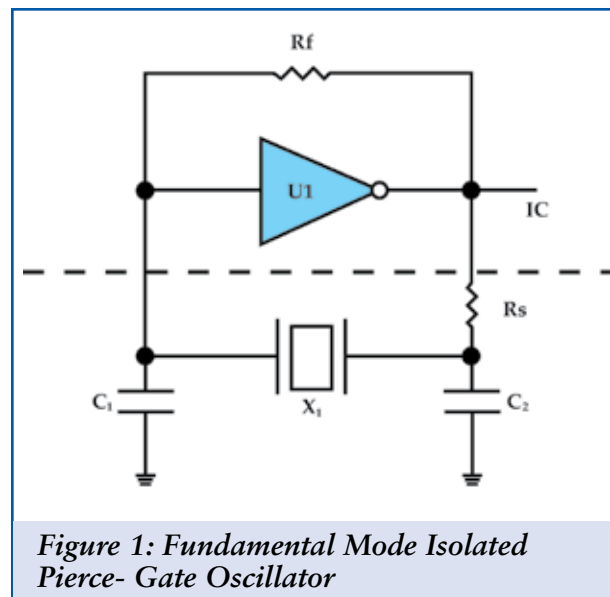 Rf
U1
IC
Rs
C₁
X₁
C₂
Figure 1: Fundamental Mode Isolated
Pierce- Gate Oscillator